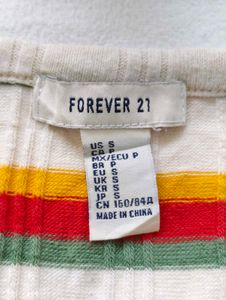 FOREVER 21
US S
CA P
MX/ECU P
BR P
EU S
UK S
KR S
JP S
CN 160/84A
MADE IN CHINA